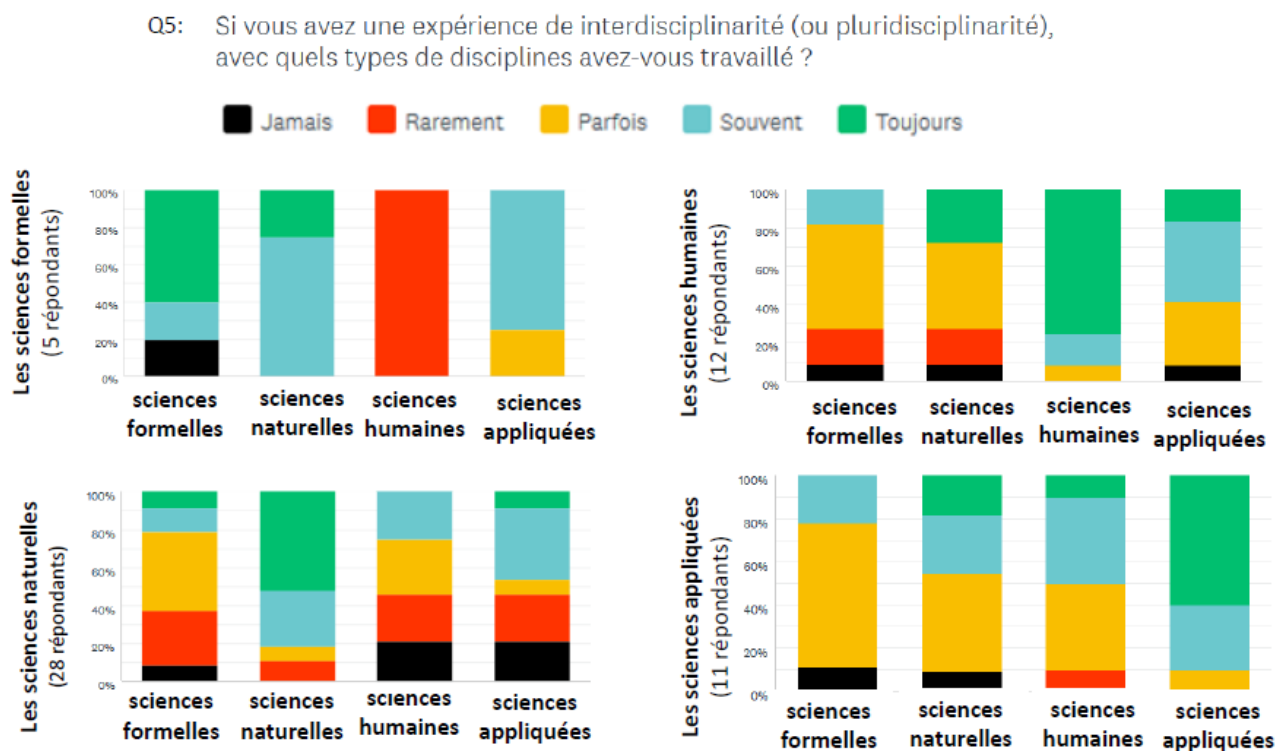 Q5: Si vous avez une expérience de interdisciplinarité (ou pluridisciplinarité),
avec quels types de disciplines avez-vous travaillé ?
Jamais Rarement Parfois Souvent Toujours
Les sciences formelles
(5 répondants)
100%
80%
60%
40%
20%
0%
sciences formelles
sciences naturelles
sciences humaines
sciences appliquées
Les sciences humaines
(12 répondants)
100%
80%
60%
40%
20%
0%
sciences formelles
sciences naturelles
sciences humaines
sciences appliquées
Les sciences naturelles
(28 répondants)
100%
80%
60%
40%
20%
0%
sciences formelles
sciences naturelles
sciences humaines
sciences appliquées
Les sciences appliquées
(11 répondants)
100%
80%
60%
40%
20%
0%
sciences formelles
sciences naturelles
sciences humaines
sciences appliquées